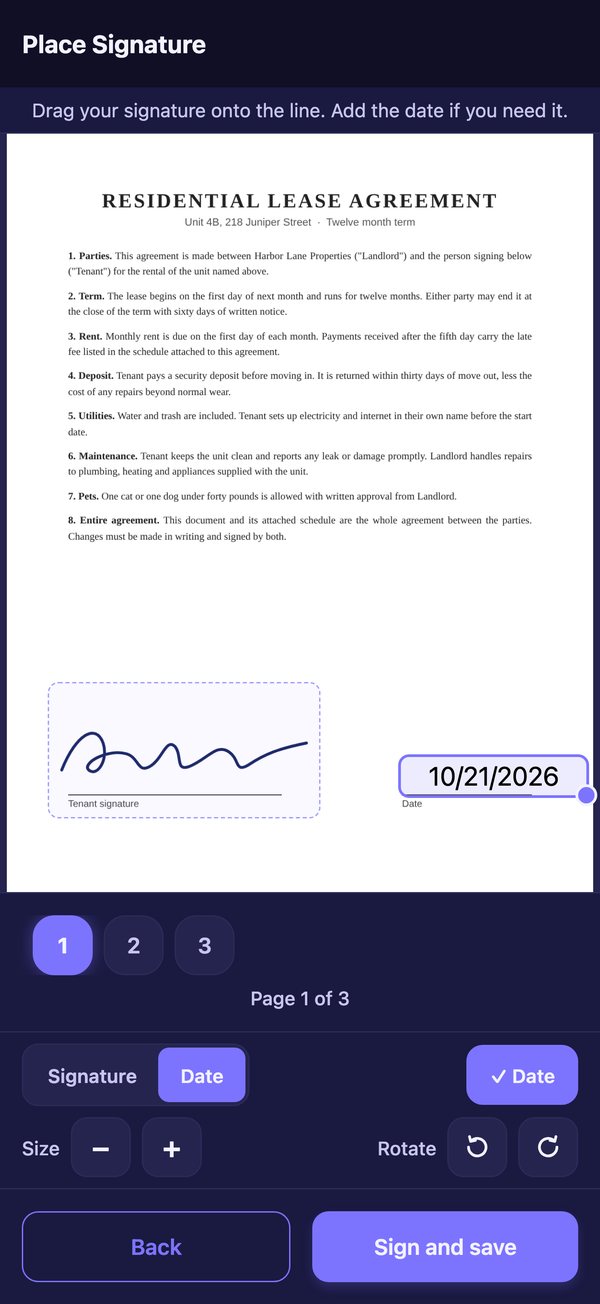 Place Signature
Drag your signature onto the line. Add the date if you need it.
RESIDENTIAL LEASE AGREEMENT
Unit 4B, 218 Juniper Street · Twelve month term
1. Parties. This agreement is made between Harbor Lane Properties ("Landlord") and the person signing below
("Tenant") for the rental of the unit named above.
2. Term. The lease begins on the first day of next month and runs for twelve months. Either party may end it at
the close of the term with sixty days of written notice.
3. Rent. Monthly rent is due on the first day of each month. Payments received after the fifth day carry the late
fee listed in the schedule attached to this agreement.
4. Deposit. Tenant pays a security deposit before moving in. It is returned within thirty days of move out, less the
cost of any repairs beyond normal wear.
5. Utilities. Water and trash are included. Tenant sets up electricity and internet in their own name before the start
date.
6. Maintenance. Tenant keeps the unit clean and reports any leak or damage promptly. Landlord handles repairs
to plumbing, heating and appliances supplied with the unit.
7. Pets. One cat or one dog under forty pounds is allowed with written approval from Landlord.
8. Entire agreement. This document and its attached schedule are the whole agreement between the parties.
Changes must be made in writing and signed by both.
10/21/2026
Tenant signature
Date
1 2 3
Page 1 of 3
Signature Date ✓ Date
Size − + Rotate
Back Sign and save